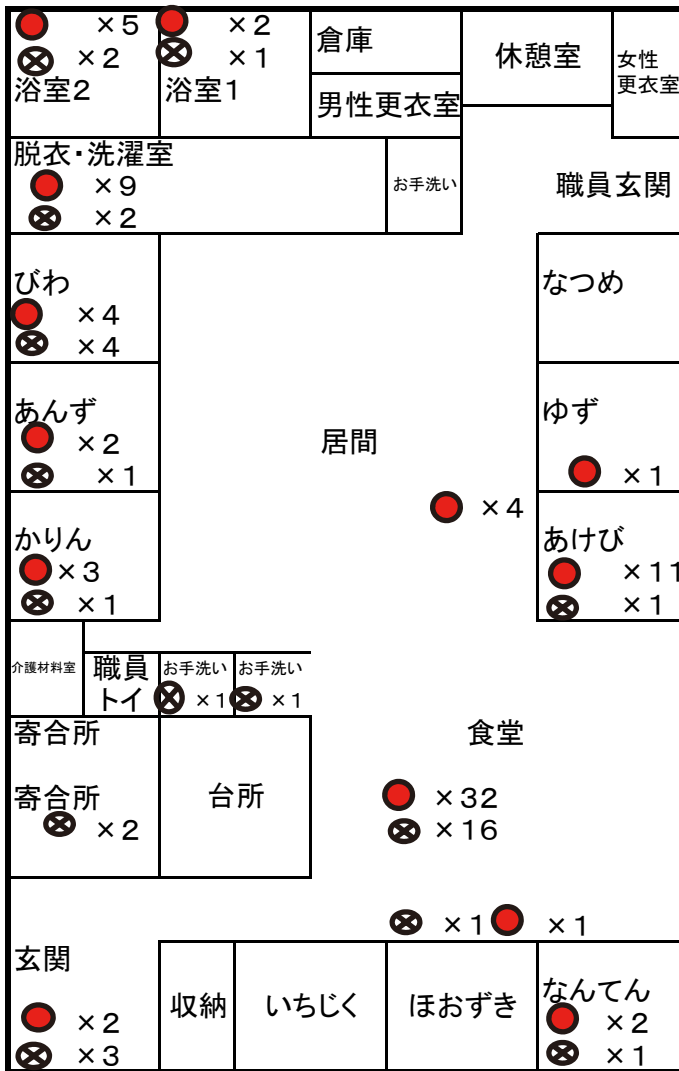 ×5
×2
浴室2
×2
×1
浴室1
倉庫
男性更衣室
休憩室
女性
更衣室
脱衣・洗濯室
×9
×2
お手洗い
職員玄関
びわ
×4
×4
なつめ
あんず
×2
×1
居間
×4
ゆず
×1
かりん
×3
×1
あけび
×11
×1
介護材料室
職員
トイ
お手洗い
×1
お手洗い
×1
寄合所
寄合所
×2
台所
食堂
×32
×16
×1
×1
玄関
×2
×3
収納
いちじく
ほおずき
なんてん
×2
×1